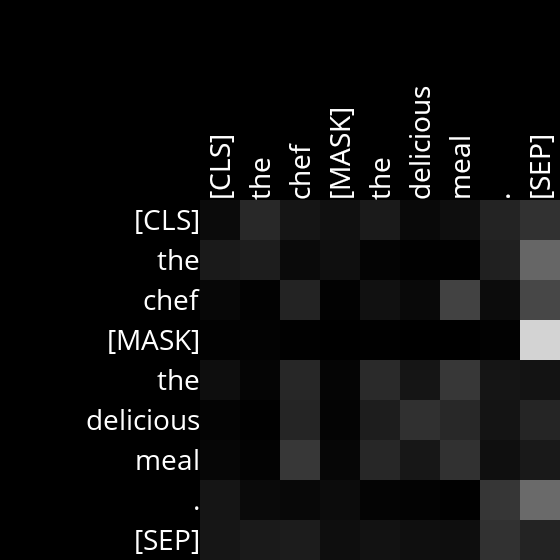 [CLS] the chef [MASK] the delicious meal . [SEP]
[CLS]
the
chef
[MASK]
the
delicious
meal
.
[SEP]